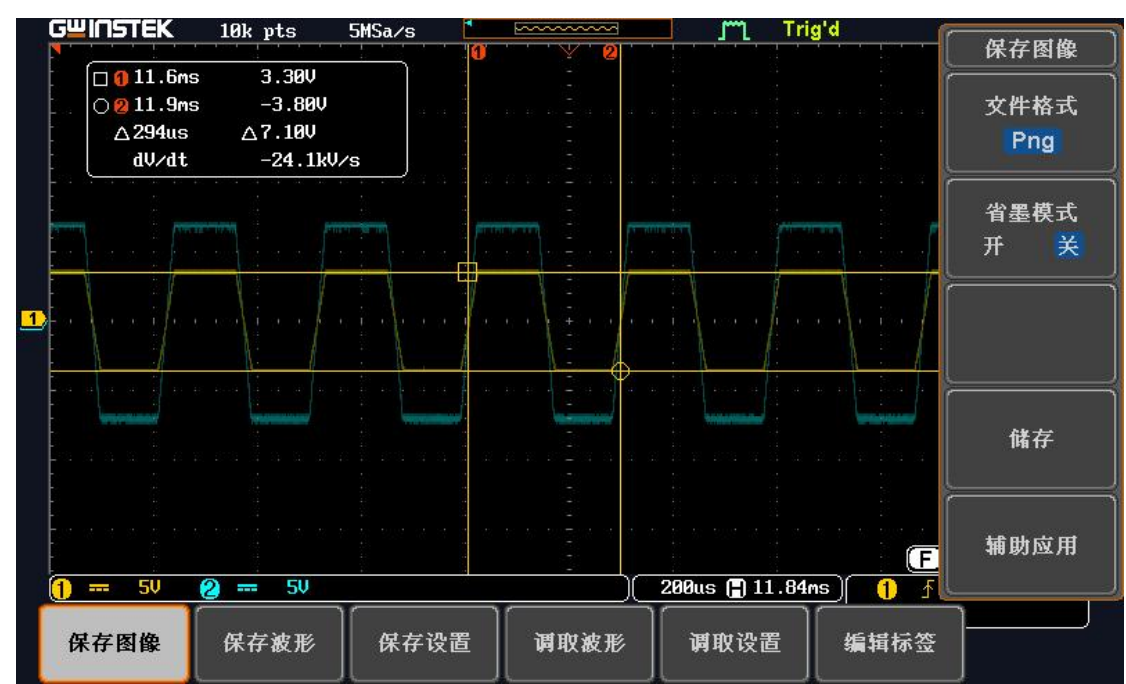 GWINSTEK 10k pts 5MSa/s Trig'd
1 2
1 11.6ms 3.30V
2 11.9ms -3.80V
△294us △7.10V
dV/dt -24.1kV/s
1
保存图像
文件格式
Png
省墨模式
开 关
储存
辅助应用
F
1 5V 2 5V 200us H 11.84ms 1
保存图像 保存波形 保存设置 调取波形 调取设置 编辑标签